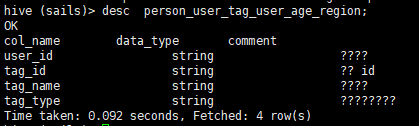 hive (sails)> desc  person_user_tag_user_age_region;
OK
col_name data_type comment
user_id string ????
tag_id string ?? id
tag_name string ????
tag_type string ????????
Time taken: 0.092 seconds, Fetched: 4 row(s)